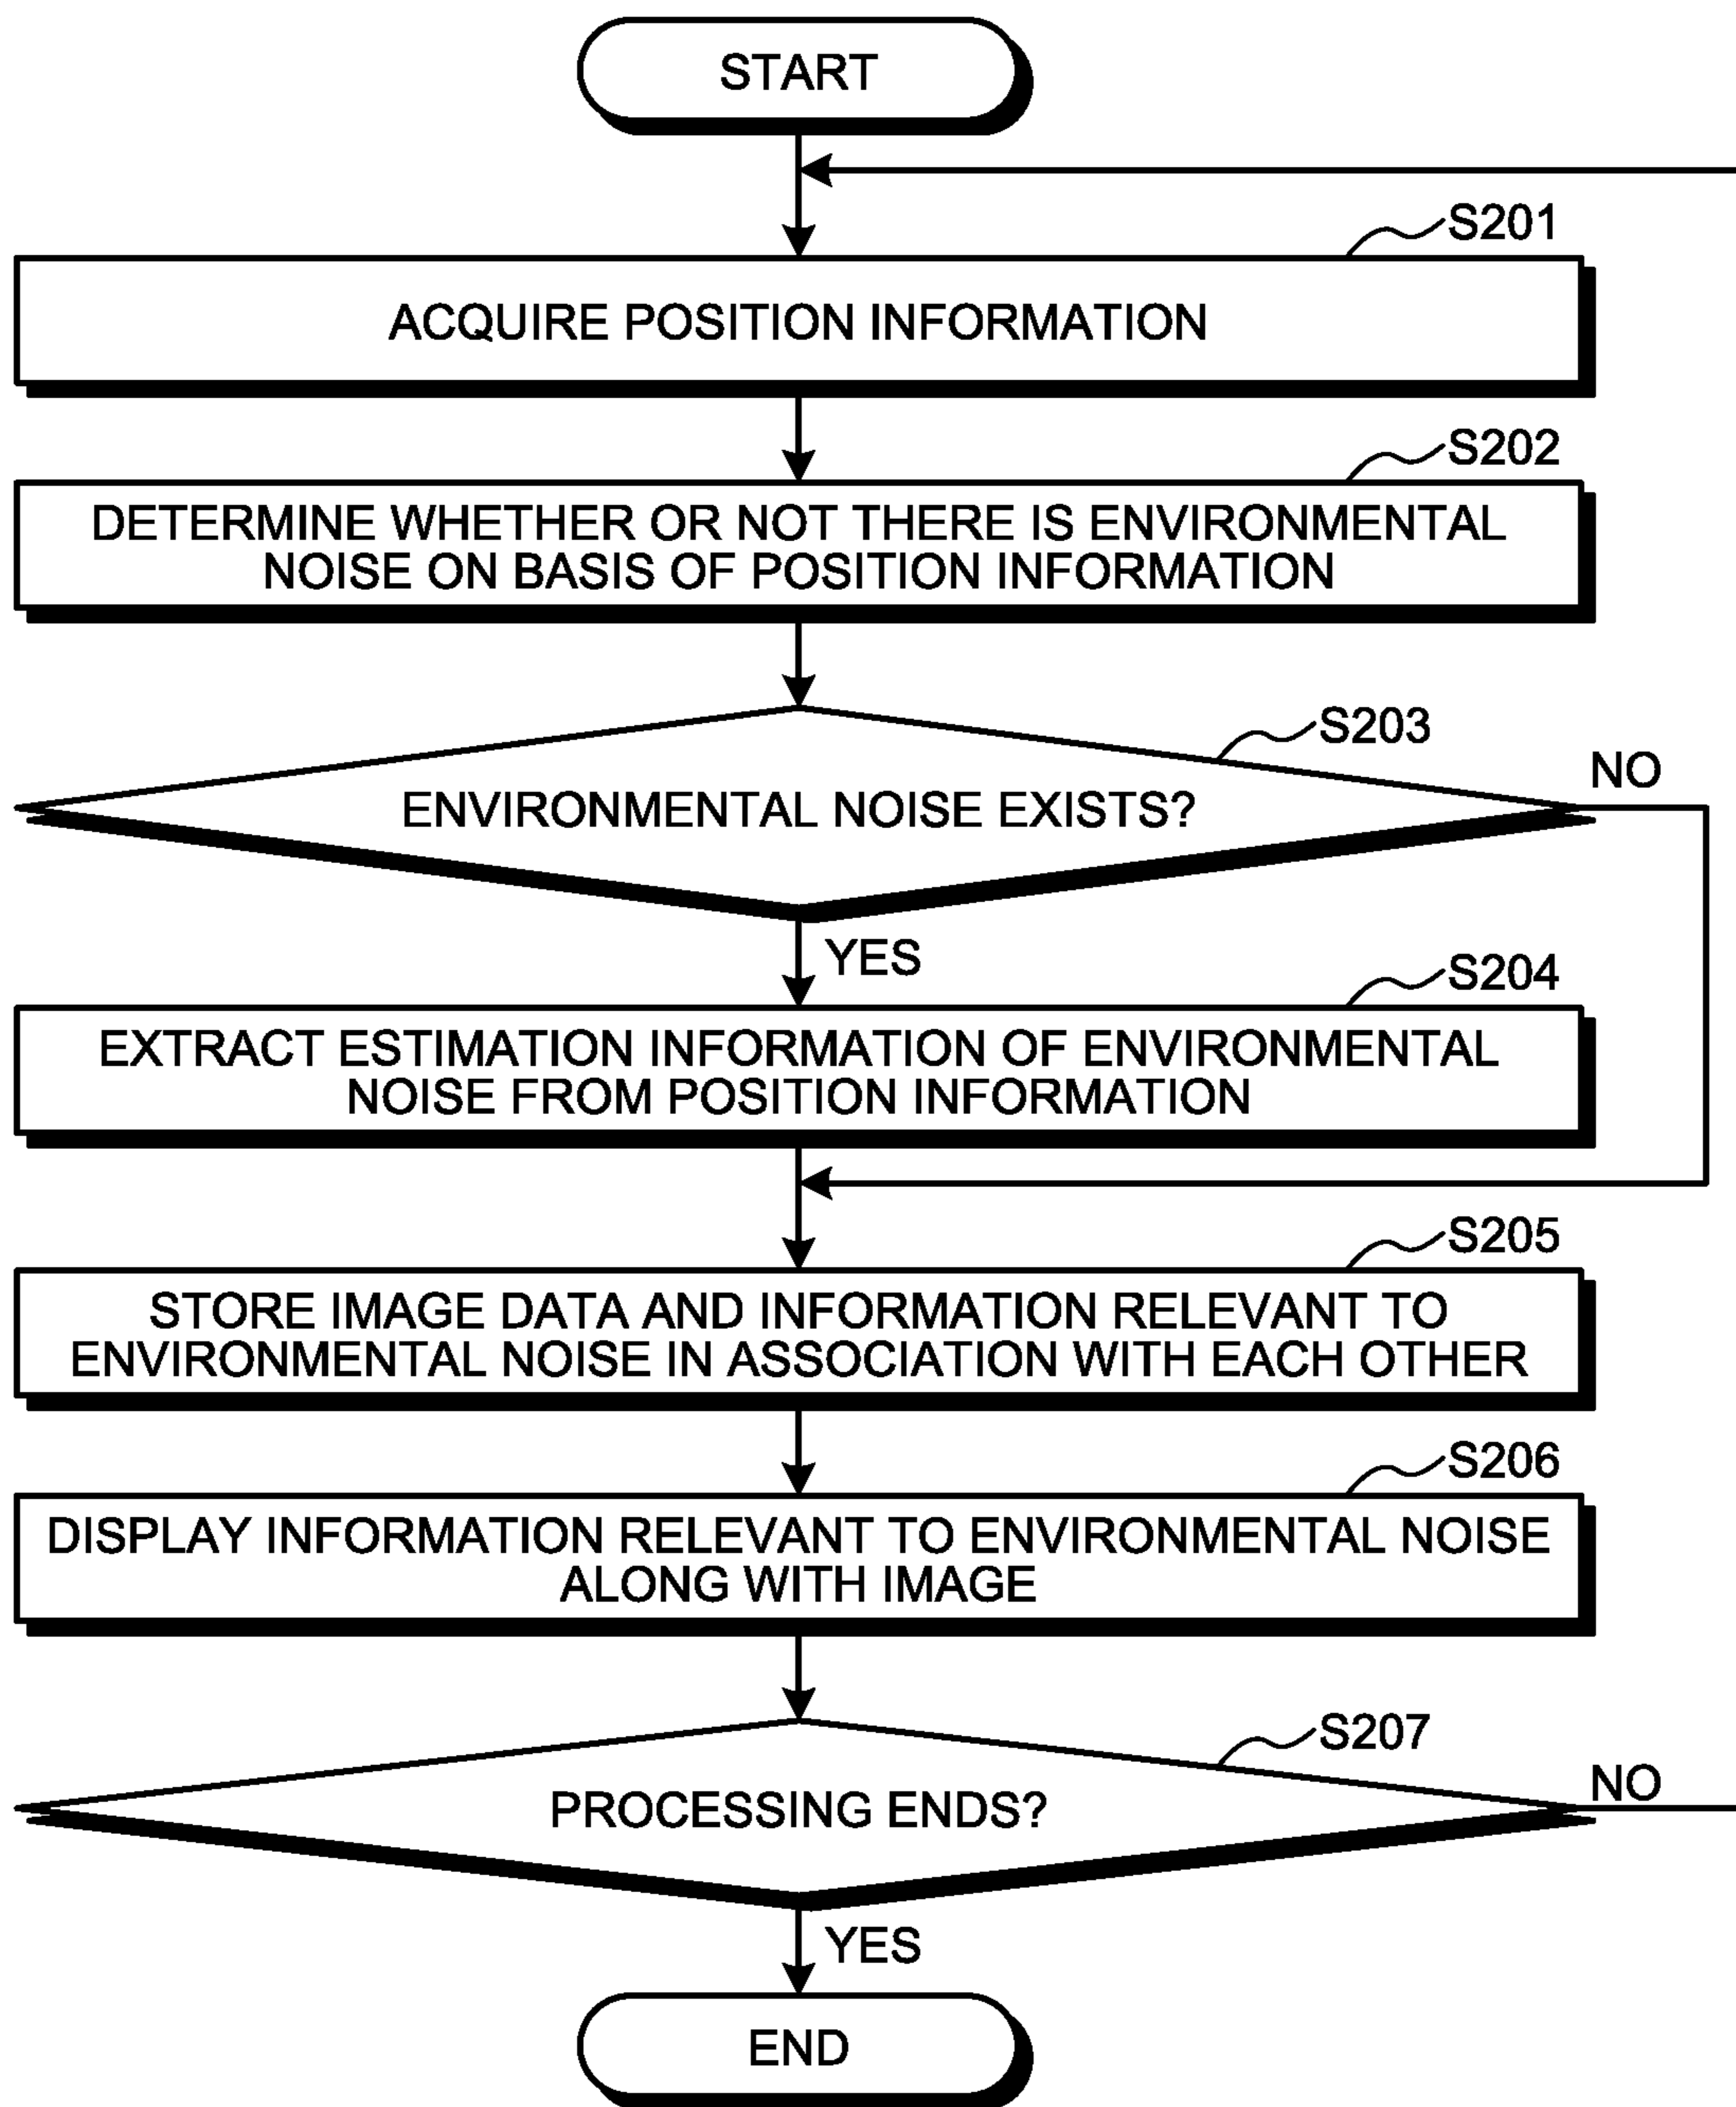 START
S201
ACQUIRE POSITION INFORMATION
S202
DETERMINE WHETHER OR NOT THERE IS ENVIRONMENTAL
NOISE ON BASIS OF POSITION INFORMATION
S203
NO
ENVIRONMENTAL NOISE EXISTS?
YES
S204
EXTRACT ESTIMATION INFORMATION OF ENVIRONMENTAL
NOISE FROM POSITION INFORMATION
S205
STORE IMAGE DATA AND INFORMATION RELEVANT TO
ENVIRONMENTAL NOISE IN ASSOCIATION WITH EACH OTHER
S206
DISPLAY INFORMATION RELEVANT TO ENVIRONMENTAL NOISE
ALONG WITH IMAGE
S207
NO
PROCESSING ENDS?
YES
END